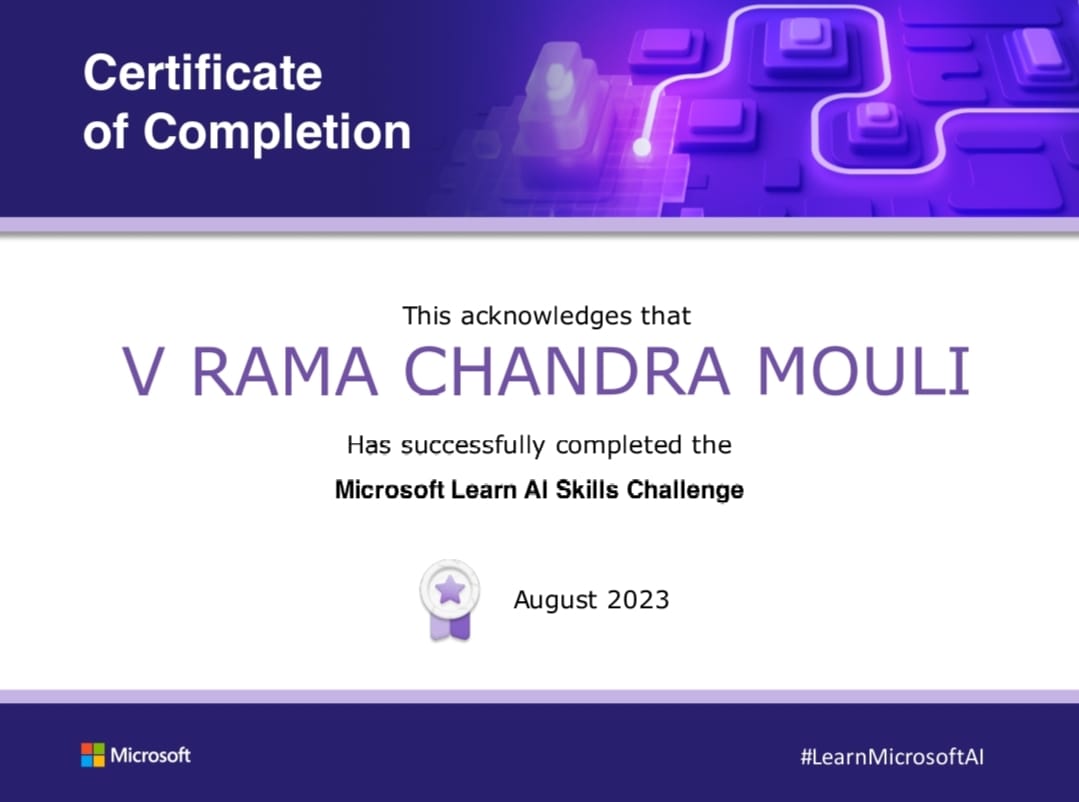 Certificate
of Completion
This acknowledges that
V RAMA CHANDRA MOULI
Has successfully completed the
Microsoft Learn AI Skills Challenge
August 2023
Microsoft
#LearnMicrosoftAI